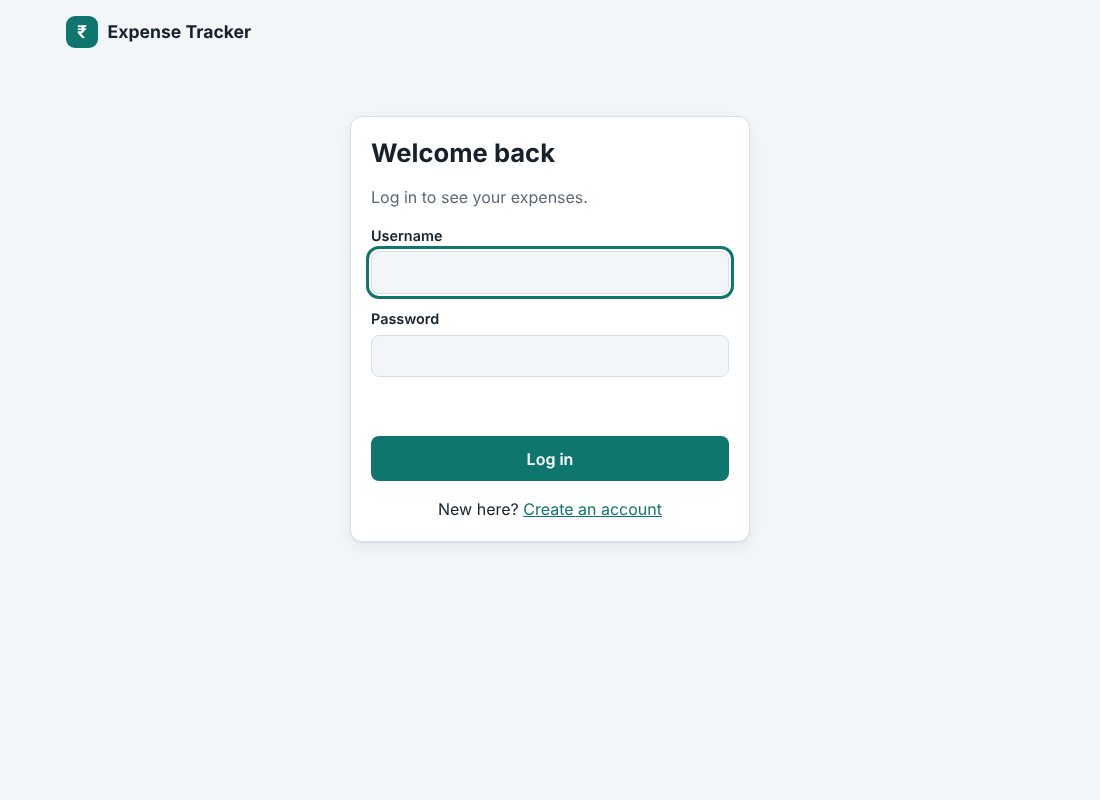 ₹ Expense Tracker
Welcome back
Log in to see your expenses.
Username
Password
Log in
New here? Create an account